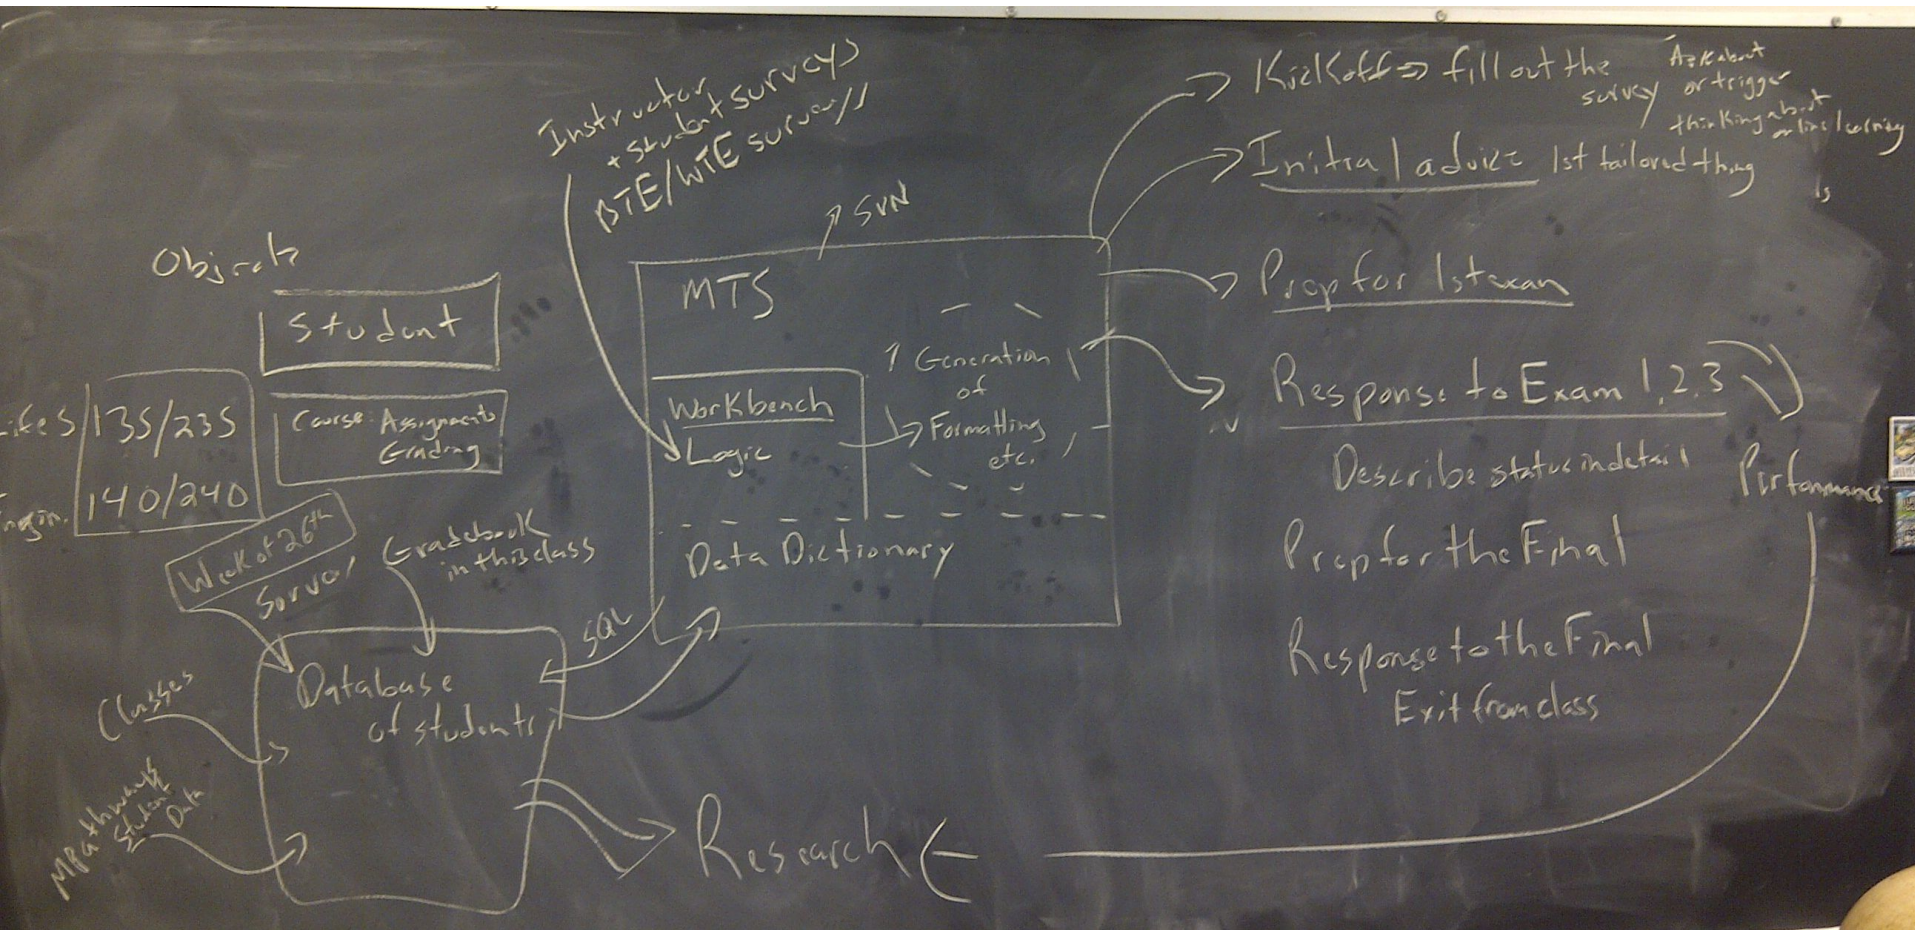 Objects
Student
Course: Assignments
Grading
135/235
140/240
Week of 26th
Survey
Gradebook
in this class
Classes
MPathways
Student
Data
Database
of students
SQL
Instructor
+ student surveys
BTE/WTE surveys
SVN
MTS
Workbench
Logic
Generation
of
Formatting
etc.
Data Dictionary
Kickoff => fill out the
survey
Ask about
or trigger
thinking about
online learning
Initial advice 1st tailored thing
Prep for 1st exam
Response to Exam 1,2,3
Describe status in detail
Performance
Prep for the Final
Response to the Final
Exit from class
Research